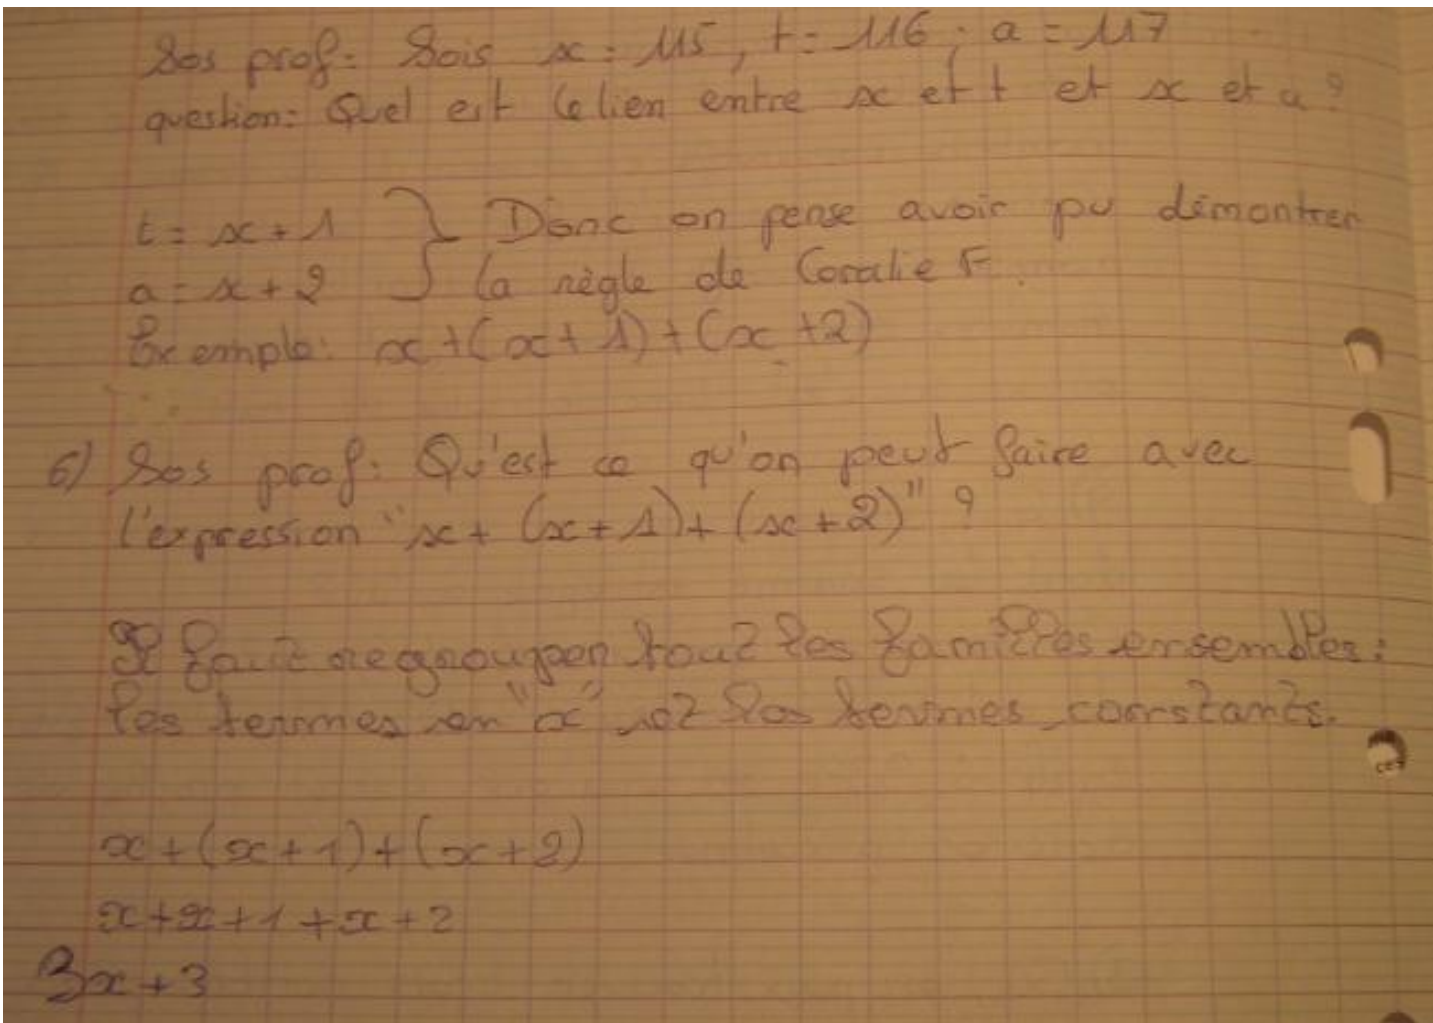 Sos prof: Sois x = 115, t = 116 ; a = 117
question: Quel est le lien entre x et t et x et a ?
t = x + 1 } Donc on pense avoir pu démontrer
a = x + 2 } la règle de Coralie F.
Exemple: x + (x + 1) + (x + 2)
6) Sos prof: Qu'est ce qu'on peut faire avec
l'expression "x + (x + 1) + (x + 2)" ?
Il faut regrouper tout les familles ensembles :
les termes en "x" et les termes constants.
x + (x + 1) + (x + 2)
x + x + 1 + x + 2
3x + 3